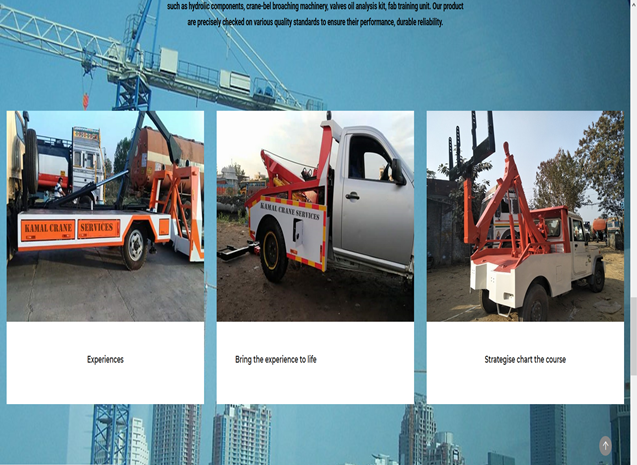 such as hydrolic components, crane-bel broaching machinery, valves oil analysis kit, fab training unit. Our product
are precisely checked on various quality standards to ensure their performance, durable reliability.
KAMAL CRANE SERVICES
KAMAL CRANE SERVICES
Experiences
Bring the experience to life
Strategise chart the course